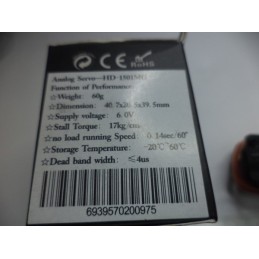 CE RoHS
Analog Servo—HD-1501MG
Function of Performance
Weight: 60g
Dimension: 40.7x20.5x39.5mm
Supply voltage: 6.0V
Stall Torque: 17kg/cm
no load running Speed: 0.14sec/60°
Storage Temperature: -20℃~60℃
Dead band width: ≤4us
6939570200975